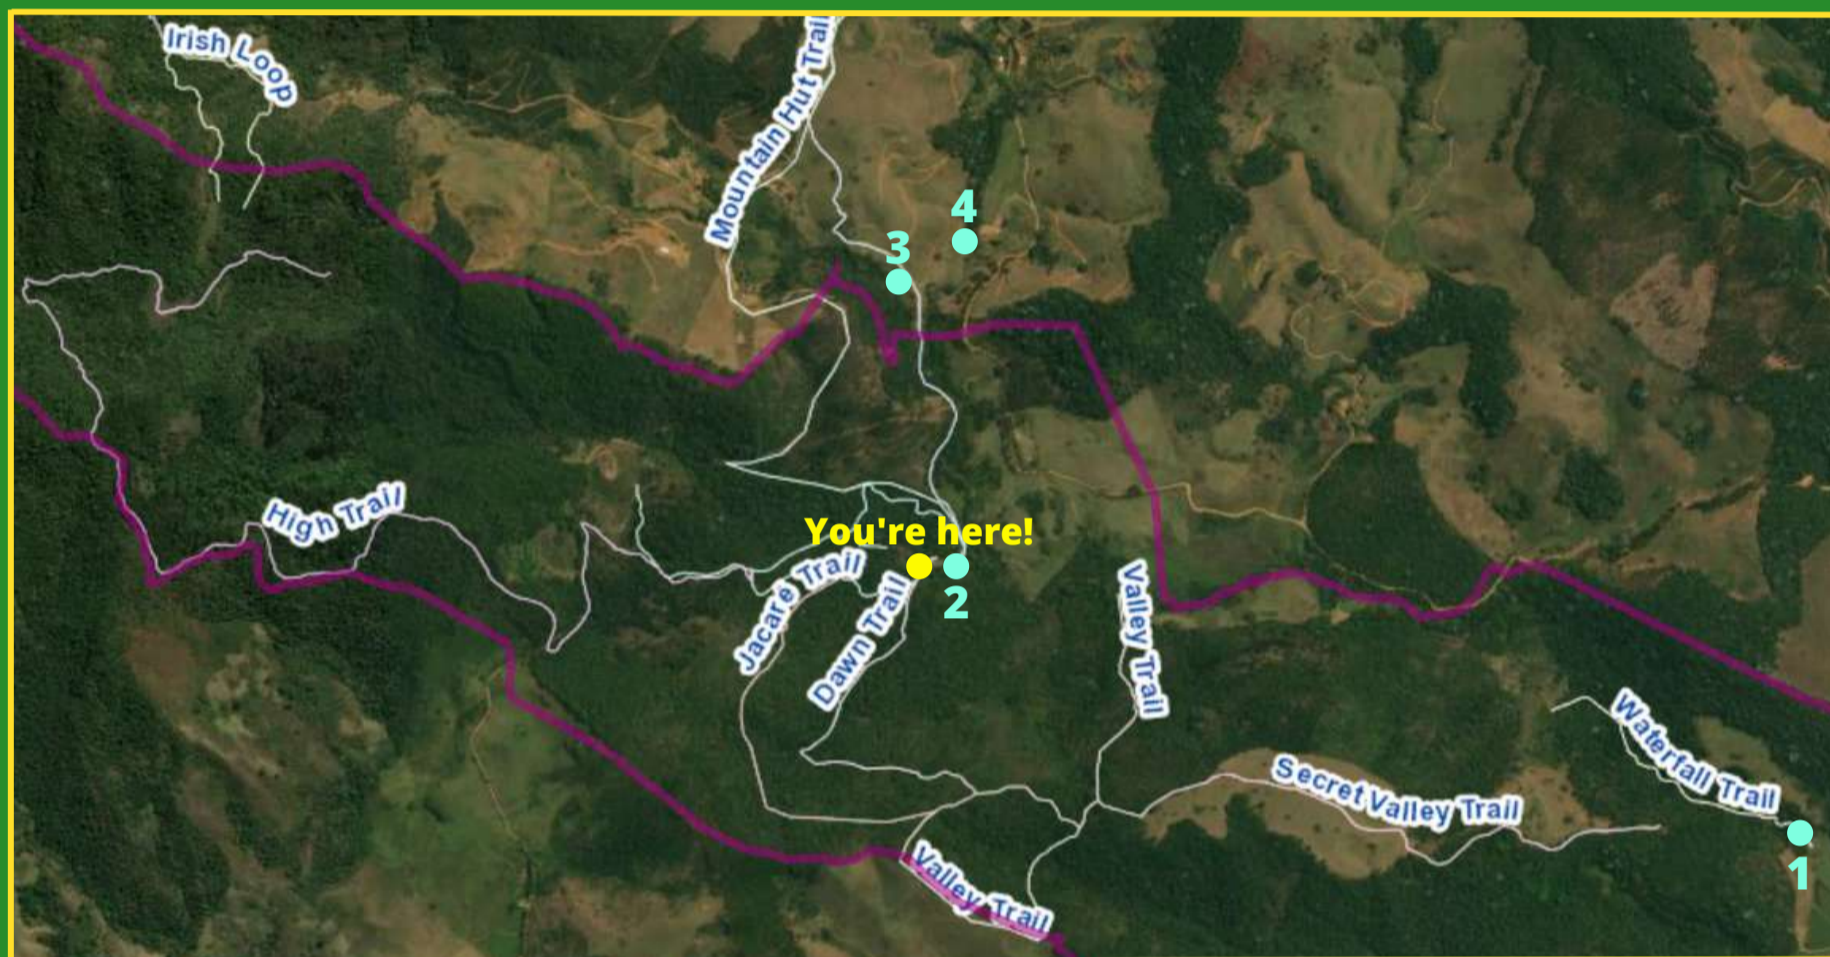 Irish Loop
Mountain Hut Trail
4
3
High Trail
You're here!
2
Jacaré Trail
Dawn Trail
Valley Trail
Waterfall Trail
Secret Valley Trail
Valley Trail
1